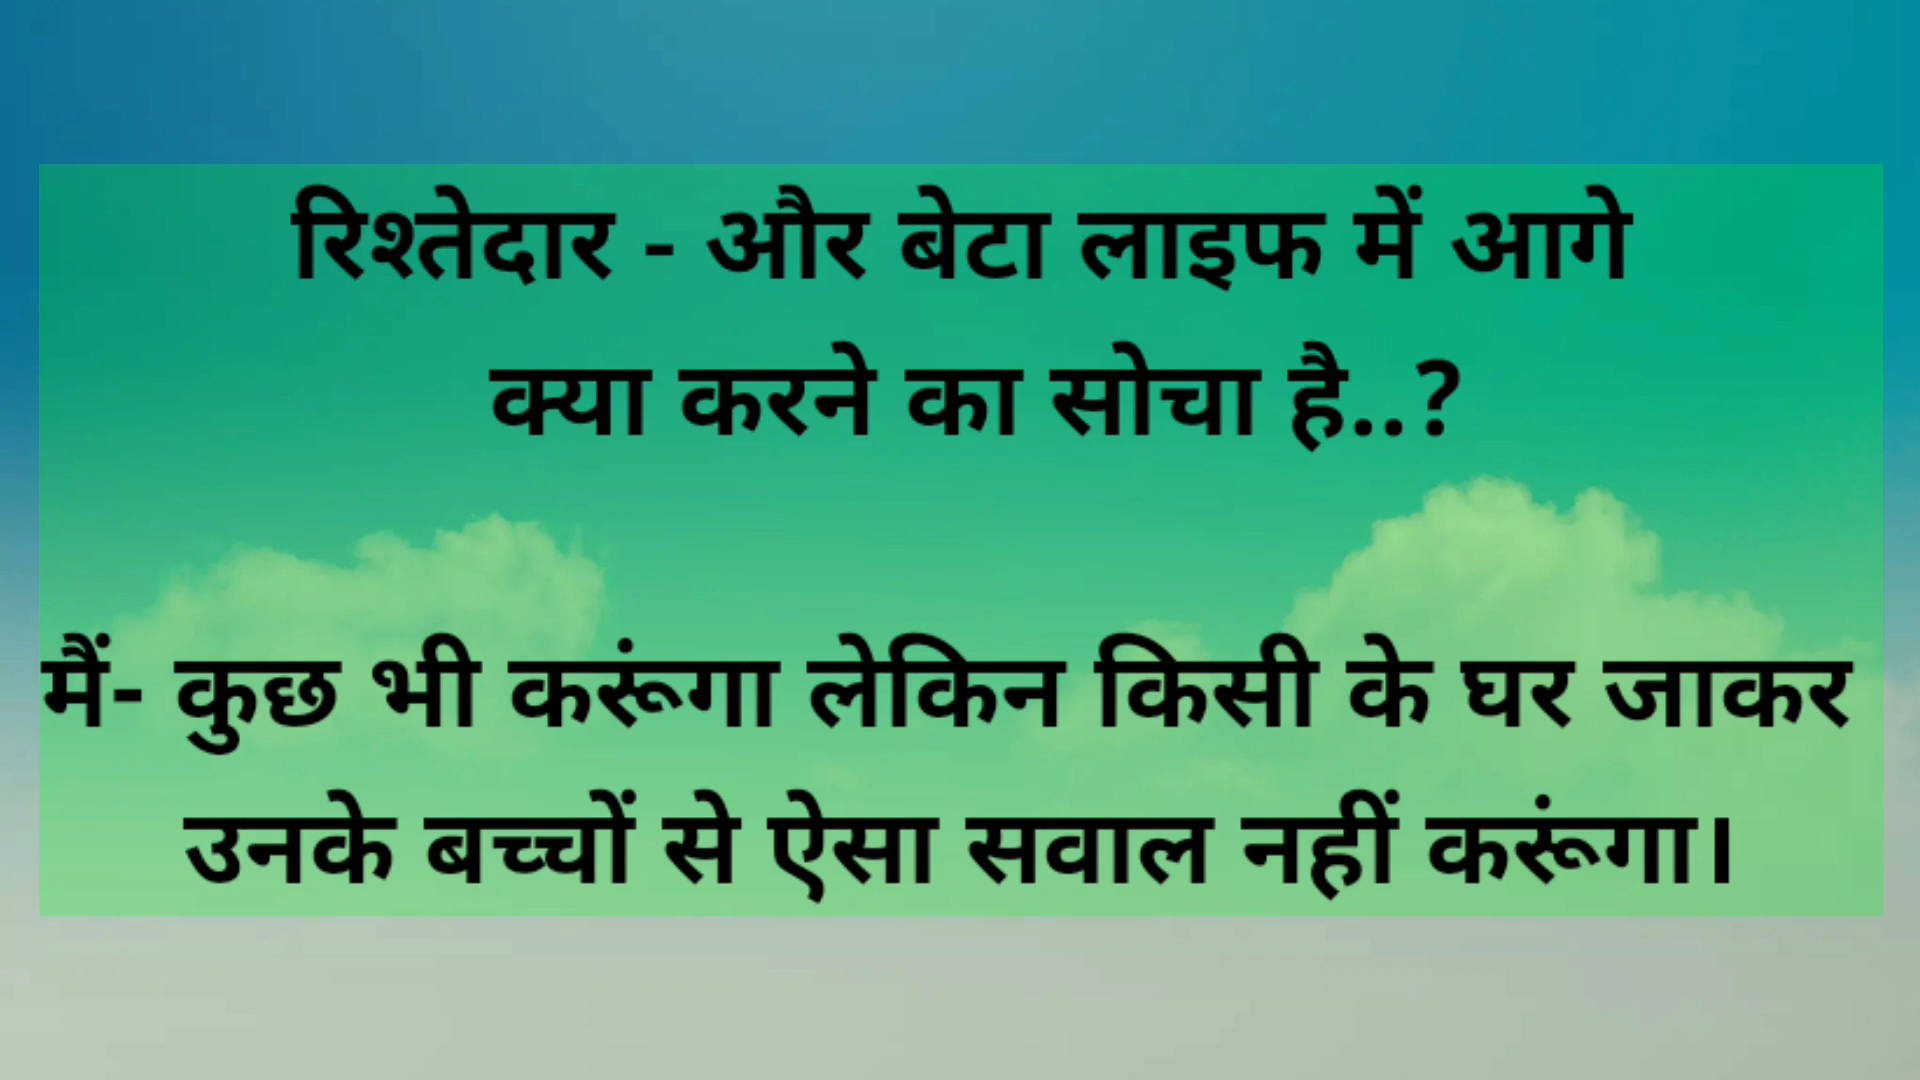 रिश्तेदार - और बेटा लाइफ में आगे
क्या करने का सोचा है..?
मैं- कुछ भी करूंगा लेकिन किसी के घर जाकर
उनके बच्चों से ऐसा सवाल नहीं करूंगा।